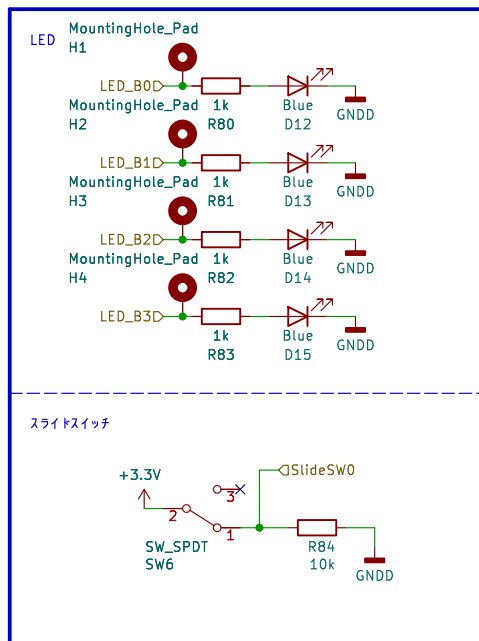 MountingHole_Pad
LED
H1
LED_B0
1k
Blue
GNDD
MountingHole_Pad
R80
D12
H2
LED_B1
1k
Blue
GNDD
MountingHole_Pad
R81
D13
H3
LED_B2
1k
Blue
GNDD
MountingHole_Pad
R82
D14
H4
LED_B3
1k
Blue
GNDD
R83
D15
スライドスイッチ
+3.3V
SlideSW0
3
2
1
SW_SPDT
R84
SW6
10k
GNDD